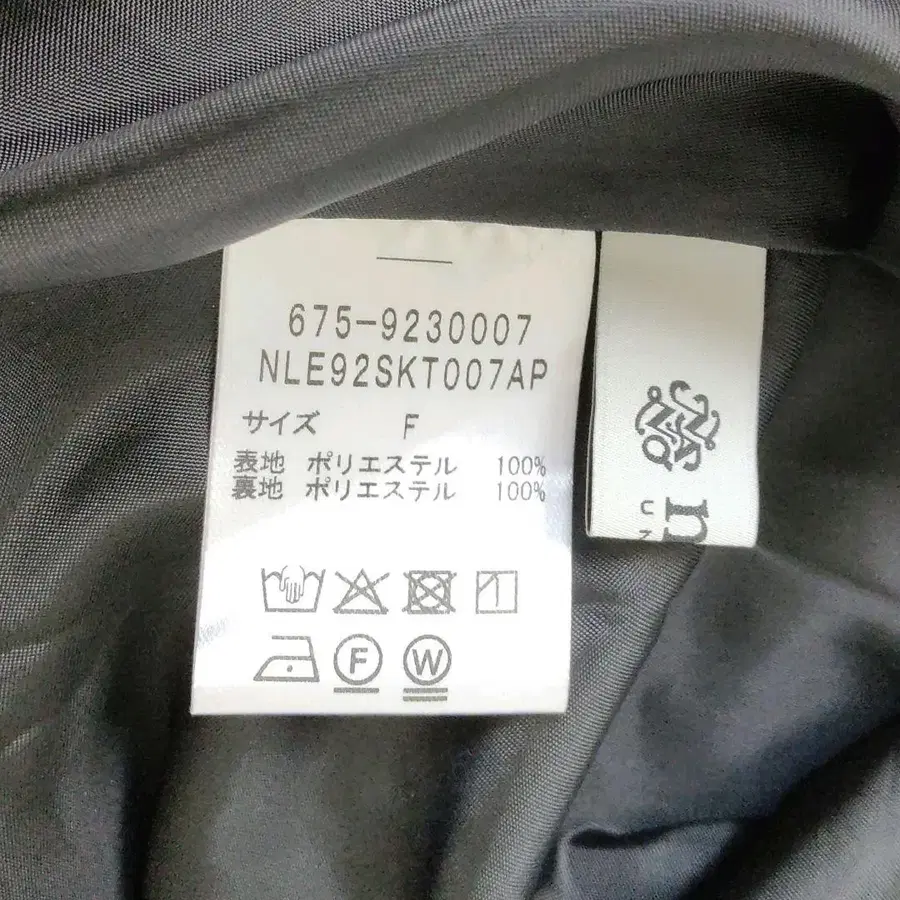 675-9230007
NLE92SKT007AP
サイズ F
表地 ポリエステル 100%
裏地 ポリエステル 100%
F
W